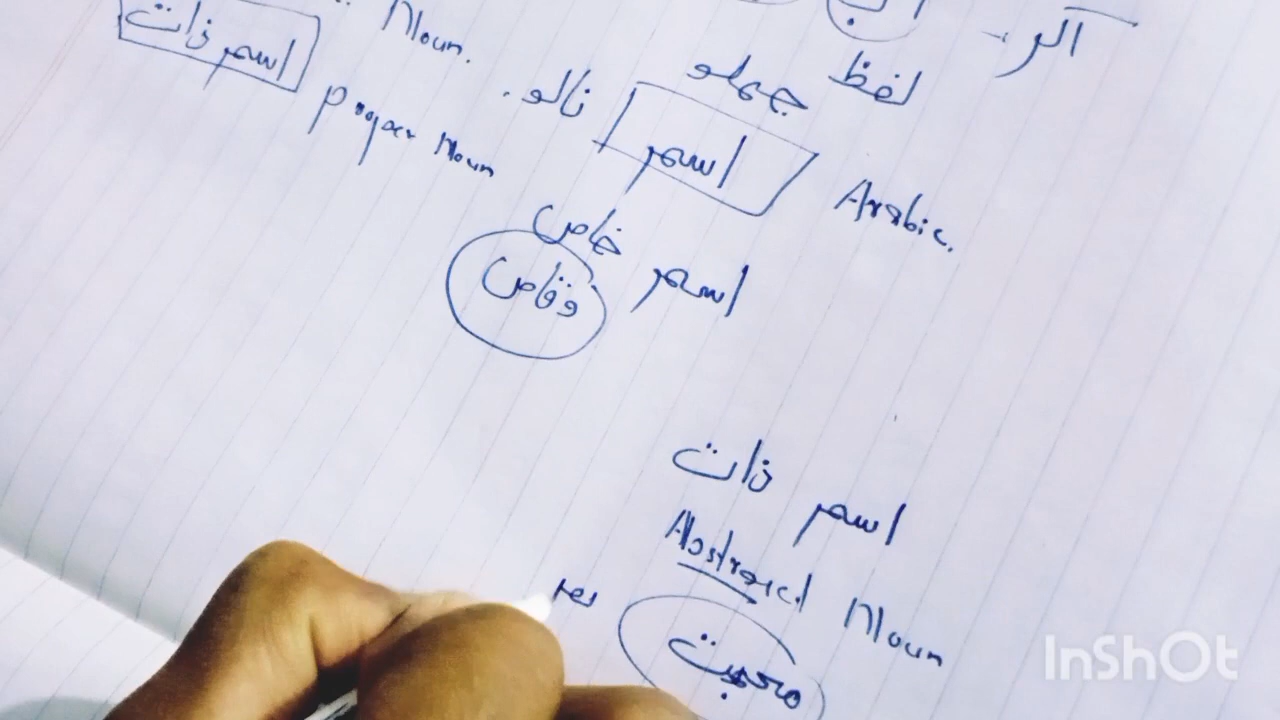 لفظ جملو
Noun.
اسم ذات
نالو.
اسم
Arabic.
proper Noun
اسم خاص
وقاص
اسم ذات
Abstract Noun
محبت
InShOt